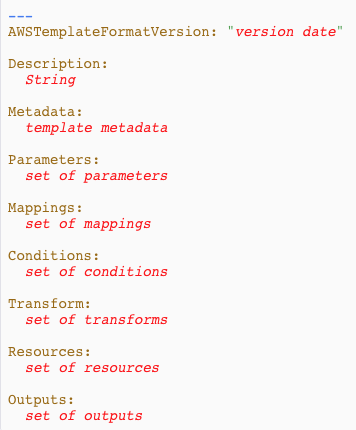 ---
AWSTemplateFormatVersion: "version date"
Description:
String
Metadata:
template metadata
Parameters:
set of parameters
Mappings:
set of mappings
Conditions:
set of conditions
Transform:
set of transforms
Resources:
set of resources
Outputs:
set of outputs